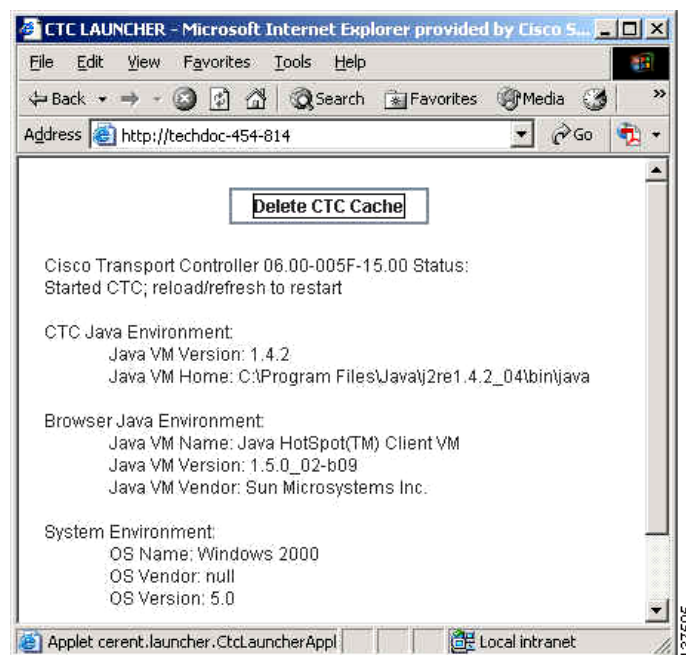 CTC LAUNCHER - Microsoft Internet Explorer provided by Cisco S...
File Edit View Favorites Tools Help
Back Search Favorites Media »
Address http://techdoc-454-814 Go
Delete CTC Cache
Cisco Transport Controller 06.00-005F-15.00 Status:
Started CTC; reload/refresh to restart
CTC Java Environment:
Java VM Version: 1.4.2
Java VM Home: C:\Program Files\Java\j2re1.4.2_04\bin\java
Browser Java Environment:
Java VM Name: Java HotSpot(TM) Client VM
Java VM Version: 1.5.0_02-b09
Java VM Vendor: Sun Microsystems Inc.
System Environment:
OS Name: Windows 2000
OS Vendor: null
OS Version: 5.0
Applet cerent.launcher.CtcLauncherAppl Local intranet